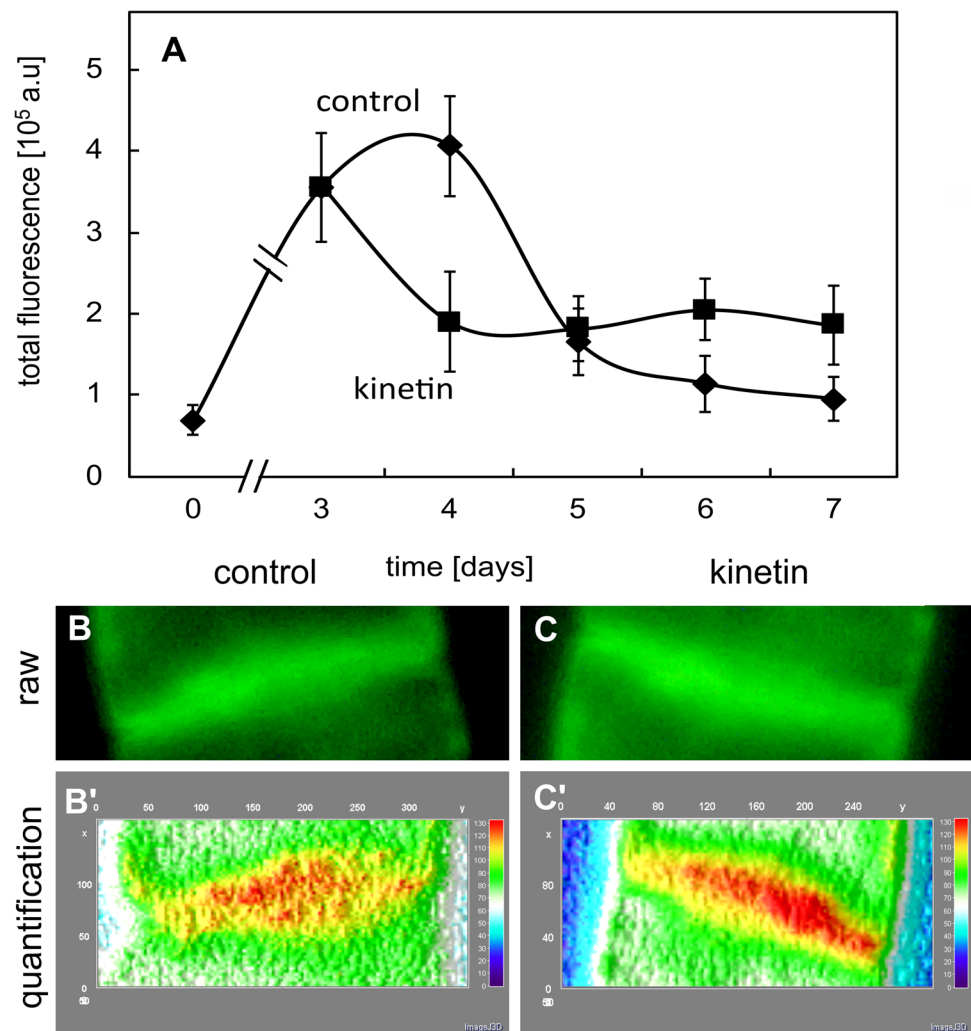 A
total fluorescence [10⁵ a.u]
5
4
3
2
1
0
control
kinetin
0 3 4 5 6 7
time [days]
control
kinetin
raw
B
C
quantification
B'
0 50 100 150 200 250 300 y
x
100
50
0
130
120
110
100
90
80
70
60
50
40
30
20
10
0
ImageJ3D
C'
0 40 80 120 160 200 240 y
x
80
40
0
130
120
110
100
90
80
70
60
50
40
30
20
10
0
ImageJ3D